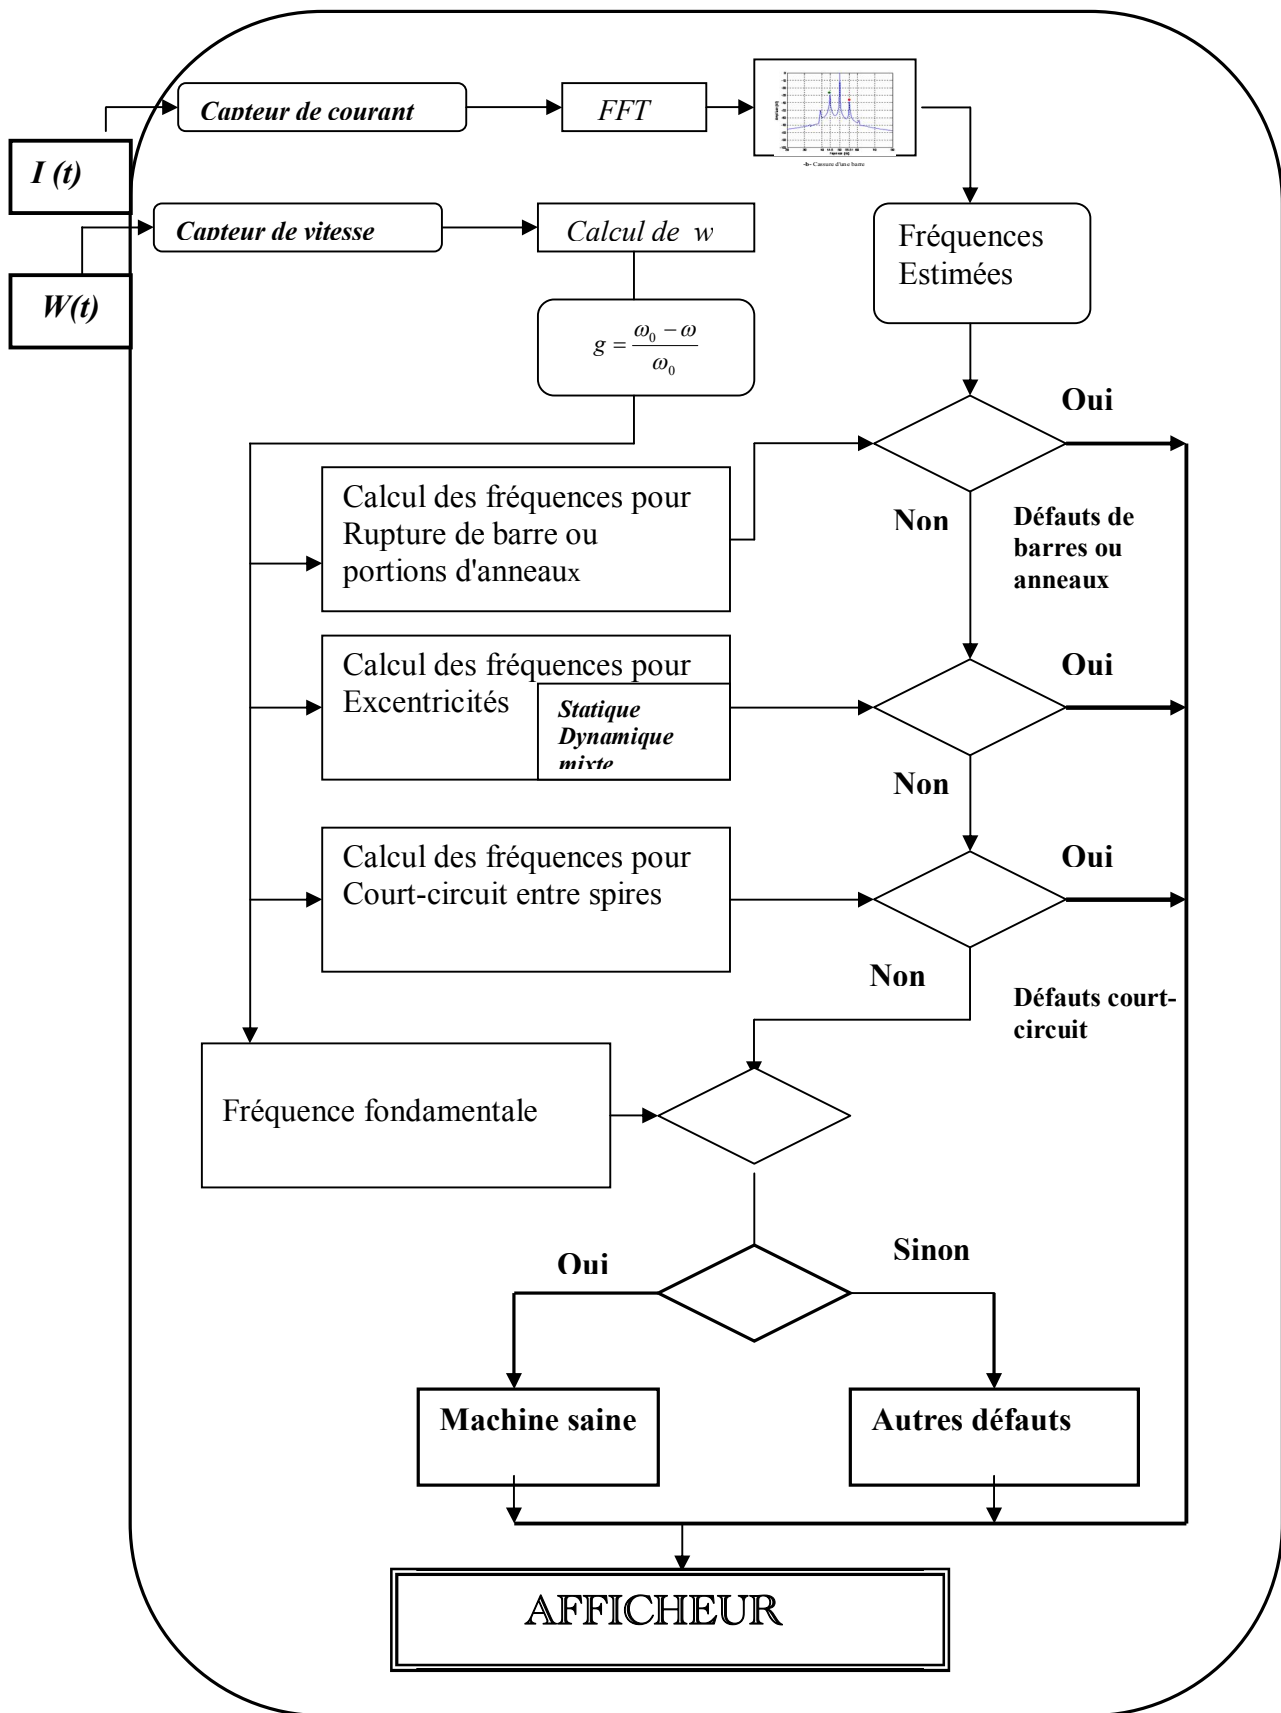 Capteur de courant
FFT
I (t)
-b- Cassure d'une barre
Capteur de vitesse
Calcul de w
Fréquences
Estimées
W(t)
g = (ω₀ − ω) / ω₀
Oui
Calcul des fréquences pour
Rupture de barre ou
portions d'anneaux
Non
Défauts de
barres ou
anneaux
Calcul des fréquences pour
Excentricités
Statique
Dynamique
mixte
Oui
Non
Calcul des fréquences pour
Court-circuit entre spires
Oui
Non
Défauts court-
circuit
Fréquence fondamentale
Oui
Sinon
Machine saine
Autres défauts
AFFICHEUR